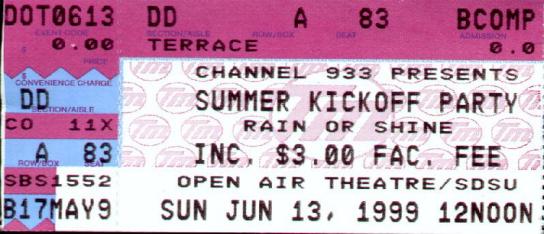 DOT0613 DD A 83 BCOMP
EVENT CODE SECTION/AISLE ROW/BOX SEAT ADMISSION
$ 0.00 TERRACE $ 0.0
PRICE
$ CHANNEL 933 PRESENTS
CONVENIENCE CHARGE
DD SUMMER KICKOFF PARTY
SECTION/AISLE
CO 11X RAIN OR SHINE
A 83 INC. $3.00 FAC. FEE
ROW/BOX SEAT
SBS1552 OPEN AIR THEATRE/SDSU
B17MAY9 SUN JUN 13, 1999 12NOON